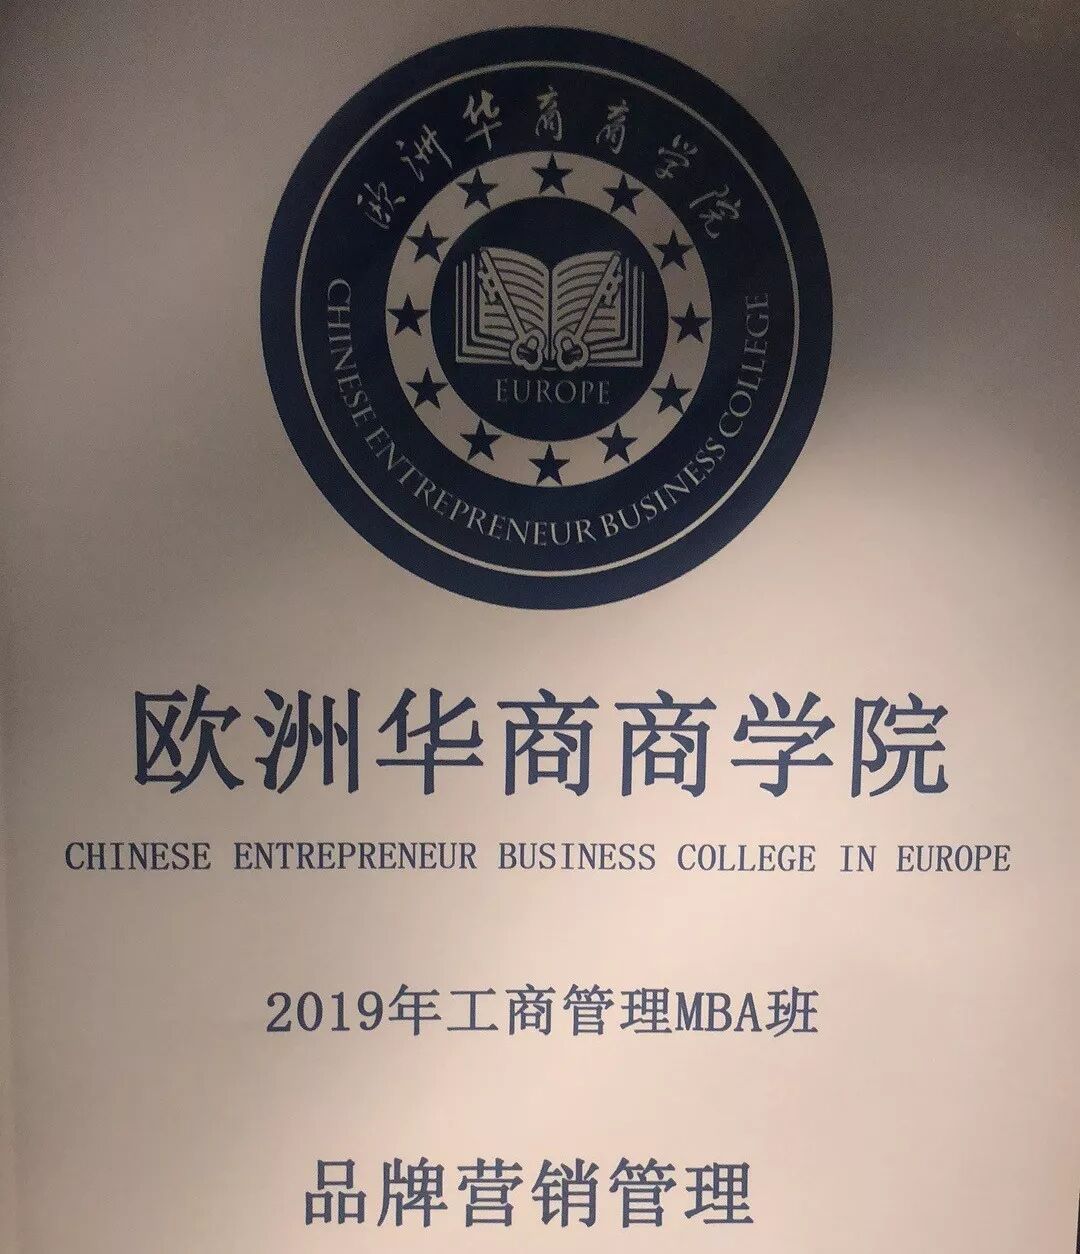 欧洲华商商学院
CHINESE ENTREPRENEUR BUSINESS COLLEGE
EUROPE
欧洲华商商学院
CHINESE ENTREPRENEUR BUSINESS COLLEGE IN EUROPE
2019年工商管理MBA班
品牌营销管理